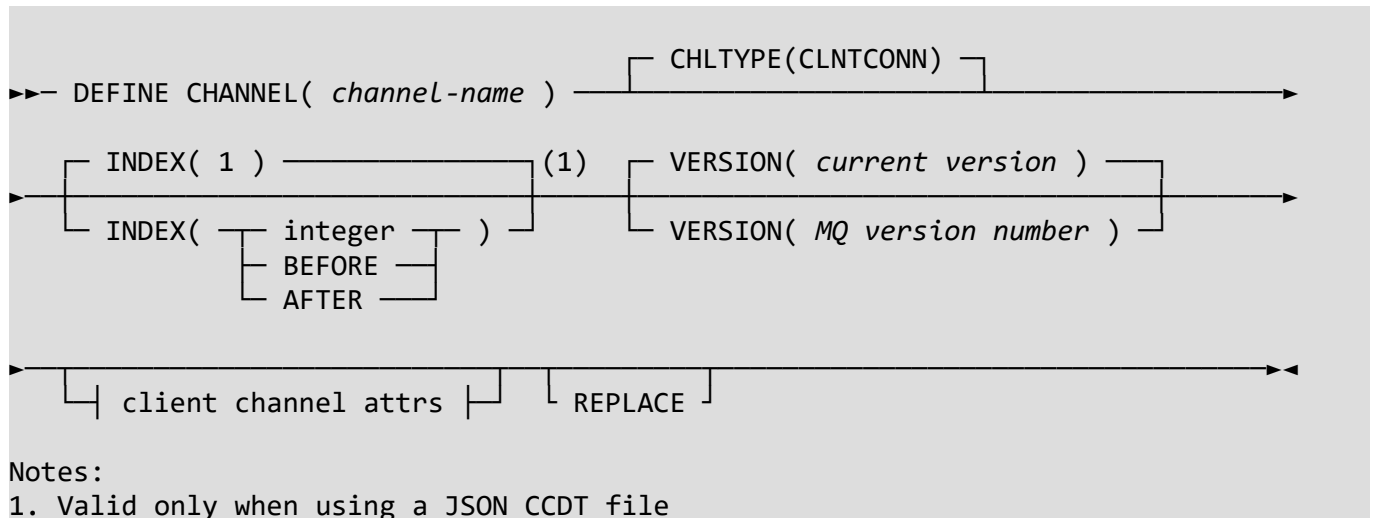 CHLTYPE(CLNTCONN)
DEFINE CHANNEL( channel-name )
INDEX( 1 ) (1) VERSION( current version )
INDEX( integer ) VERSION( MQ version number )
BEFORE
AFTER
client channel attrs REPLACE
Notes:
1. Valid only when using a JSON CCDT file